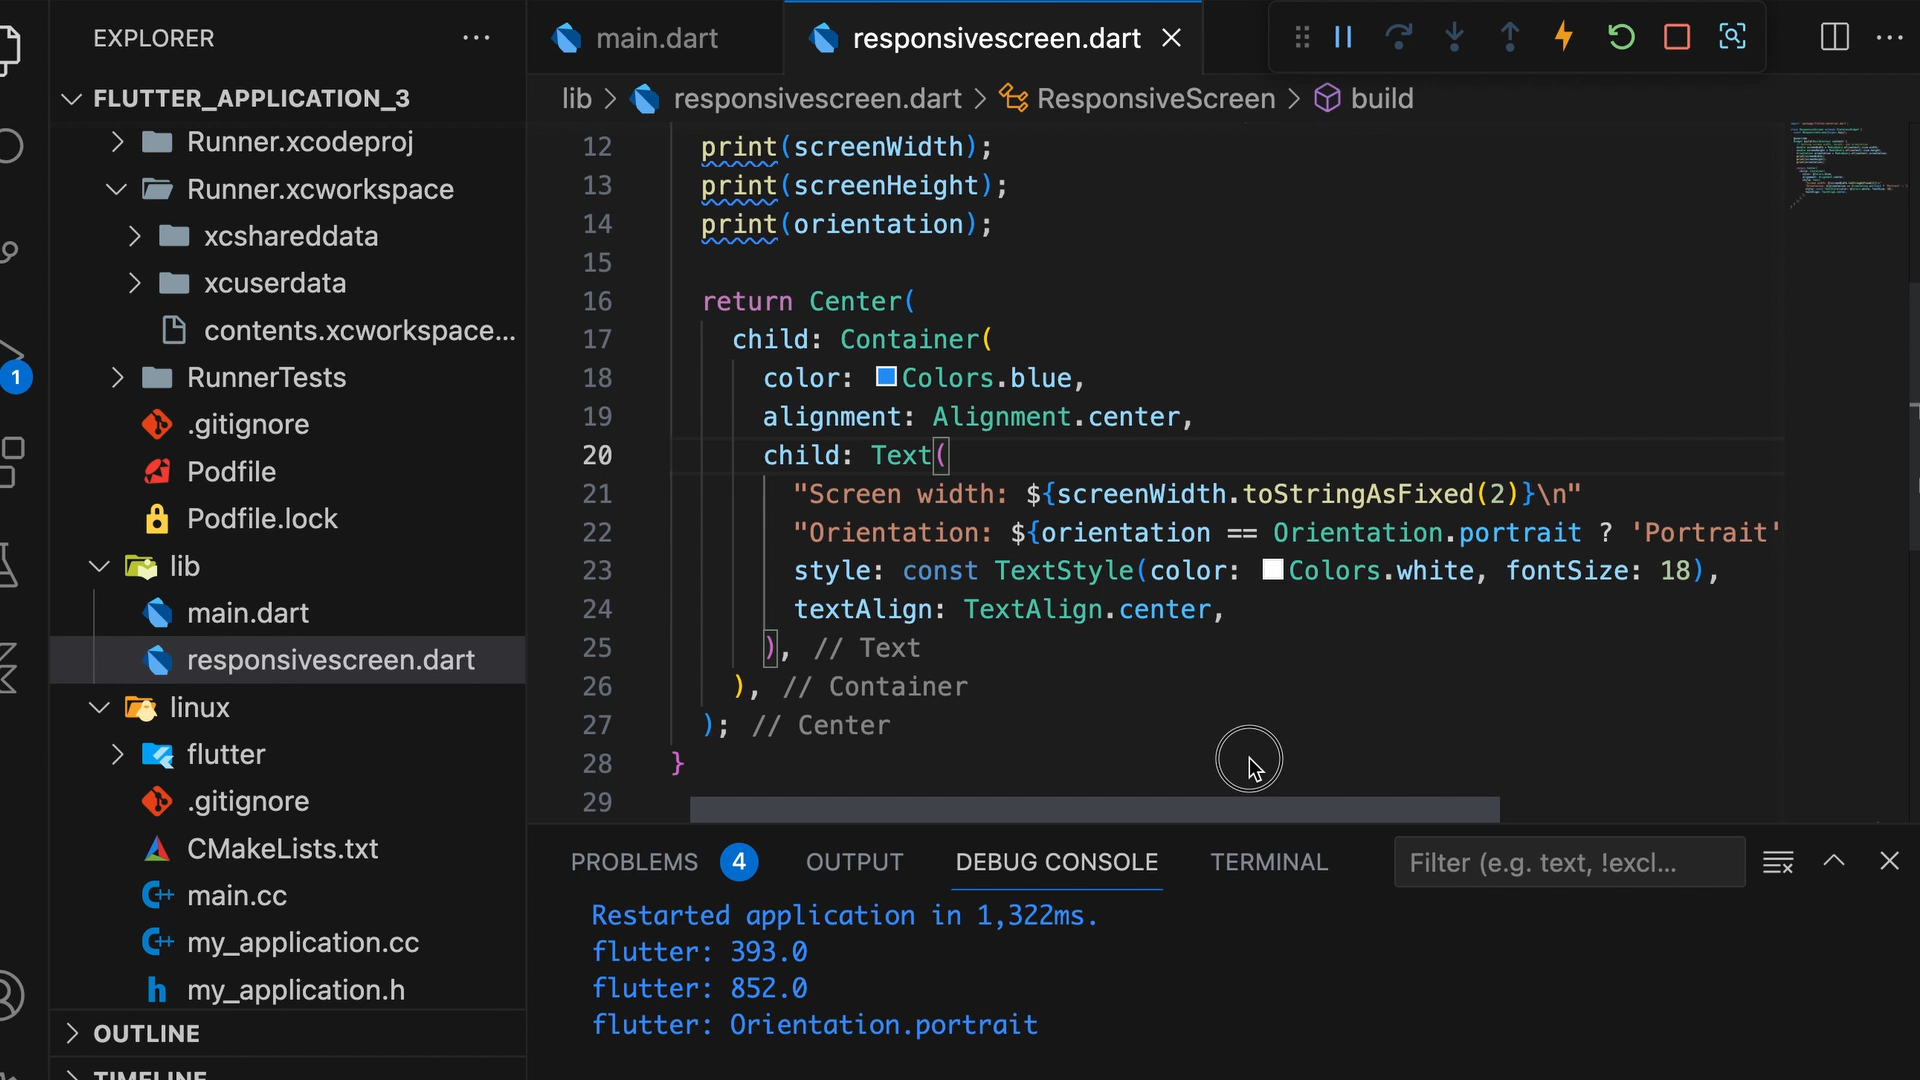 EXPLORER
FLUTTER_APPLICATION_3
Runner.xcodeproj
Runner.xcworkspace
xcshareddata
xcuserdata
contents.xcworkspace...
RunnerTests
.gitignore
Podfile
Podfile.lock
lib
main.dart
responsivescreen.dart
linux
flutter
.gitignore
CMakeLists.txt
main.cc
my_application.cc
my_application.h
OUTLINE
TIMELINE
1
main.dart
responsivescreen.dart
lib > responsivescreen.dart > ResponsiveScreen > build
12 print(screenWidth);
13 print(screenHeight);
14 print(orientation);
15
16 return Center(
17 child: Container(
18 color: Colors.blue,
19 alignment: Alignment.center,
20 child: Text(
21 "Screen width: ${screenWidth.toStringAsFixed(2)}\n"
22 "Orientation: ${orientation == Orientation.portrait ? 'Portrait'
23 style: const TextStyle(color: Colors.white, fontSize: 18),
24 textAlign: TextAlign.center,
25 ), // Text
26 ), // Container
27 ); // Center
28 }
29
PROBLEMS 4 OUTPUT DEBUG CONSOLE TERMINAL Filter (e.g. text, !excl...
Restarted application in 1,322ms.
flutter: 393.0
flutter: 852.0
flutter: Orientation.portrait